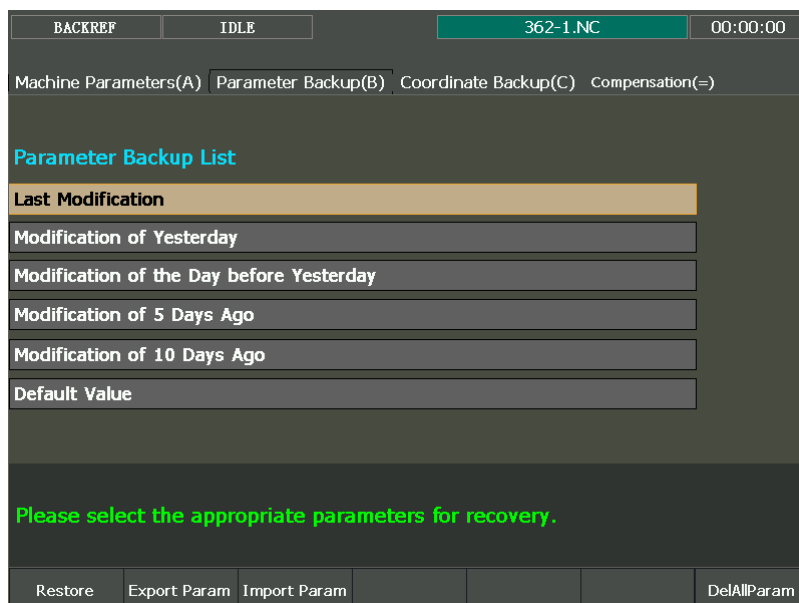 BACKREF IDLE 362-1.NC 00:00:00
Machine Parameters(A) Parameter Backup(B) Coordinate Backup(C) Compensation(=)
Parameter Backup List
Last Modification
Modification of Yesterday
Modification of the Day before Yesterday
Modification of 5 Days Ago
Modification of 10 Days Ago
Default Value
Please select the appropriate parameters for recovery.
Restore Export Param Import Param DelAllParam